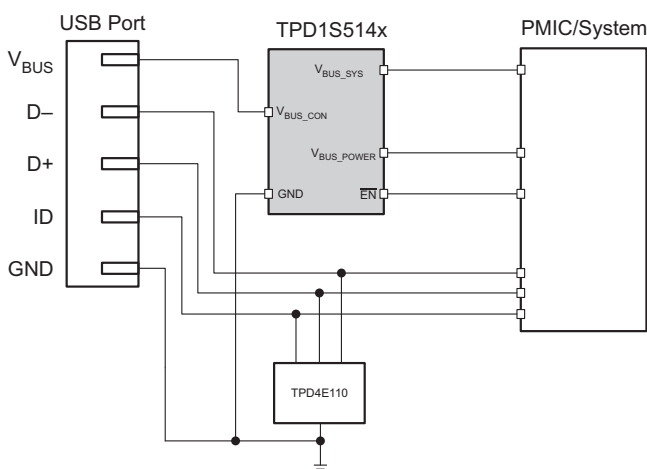 USB Port
TPD1S514x
PMIC/System
VBUS
D–
D+
ID
GND
VBUS_SYS
VBUS_CON
VBUS_POWER
GND
EN
TPD4E110